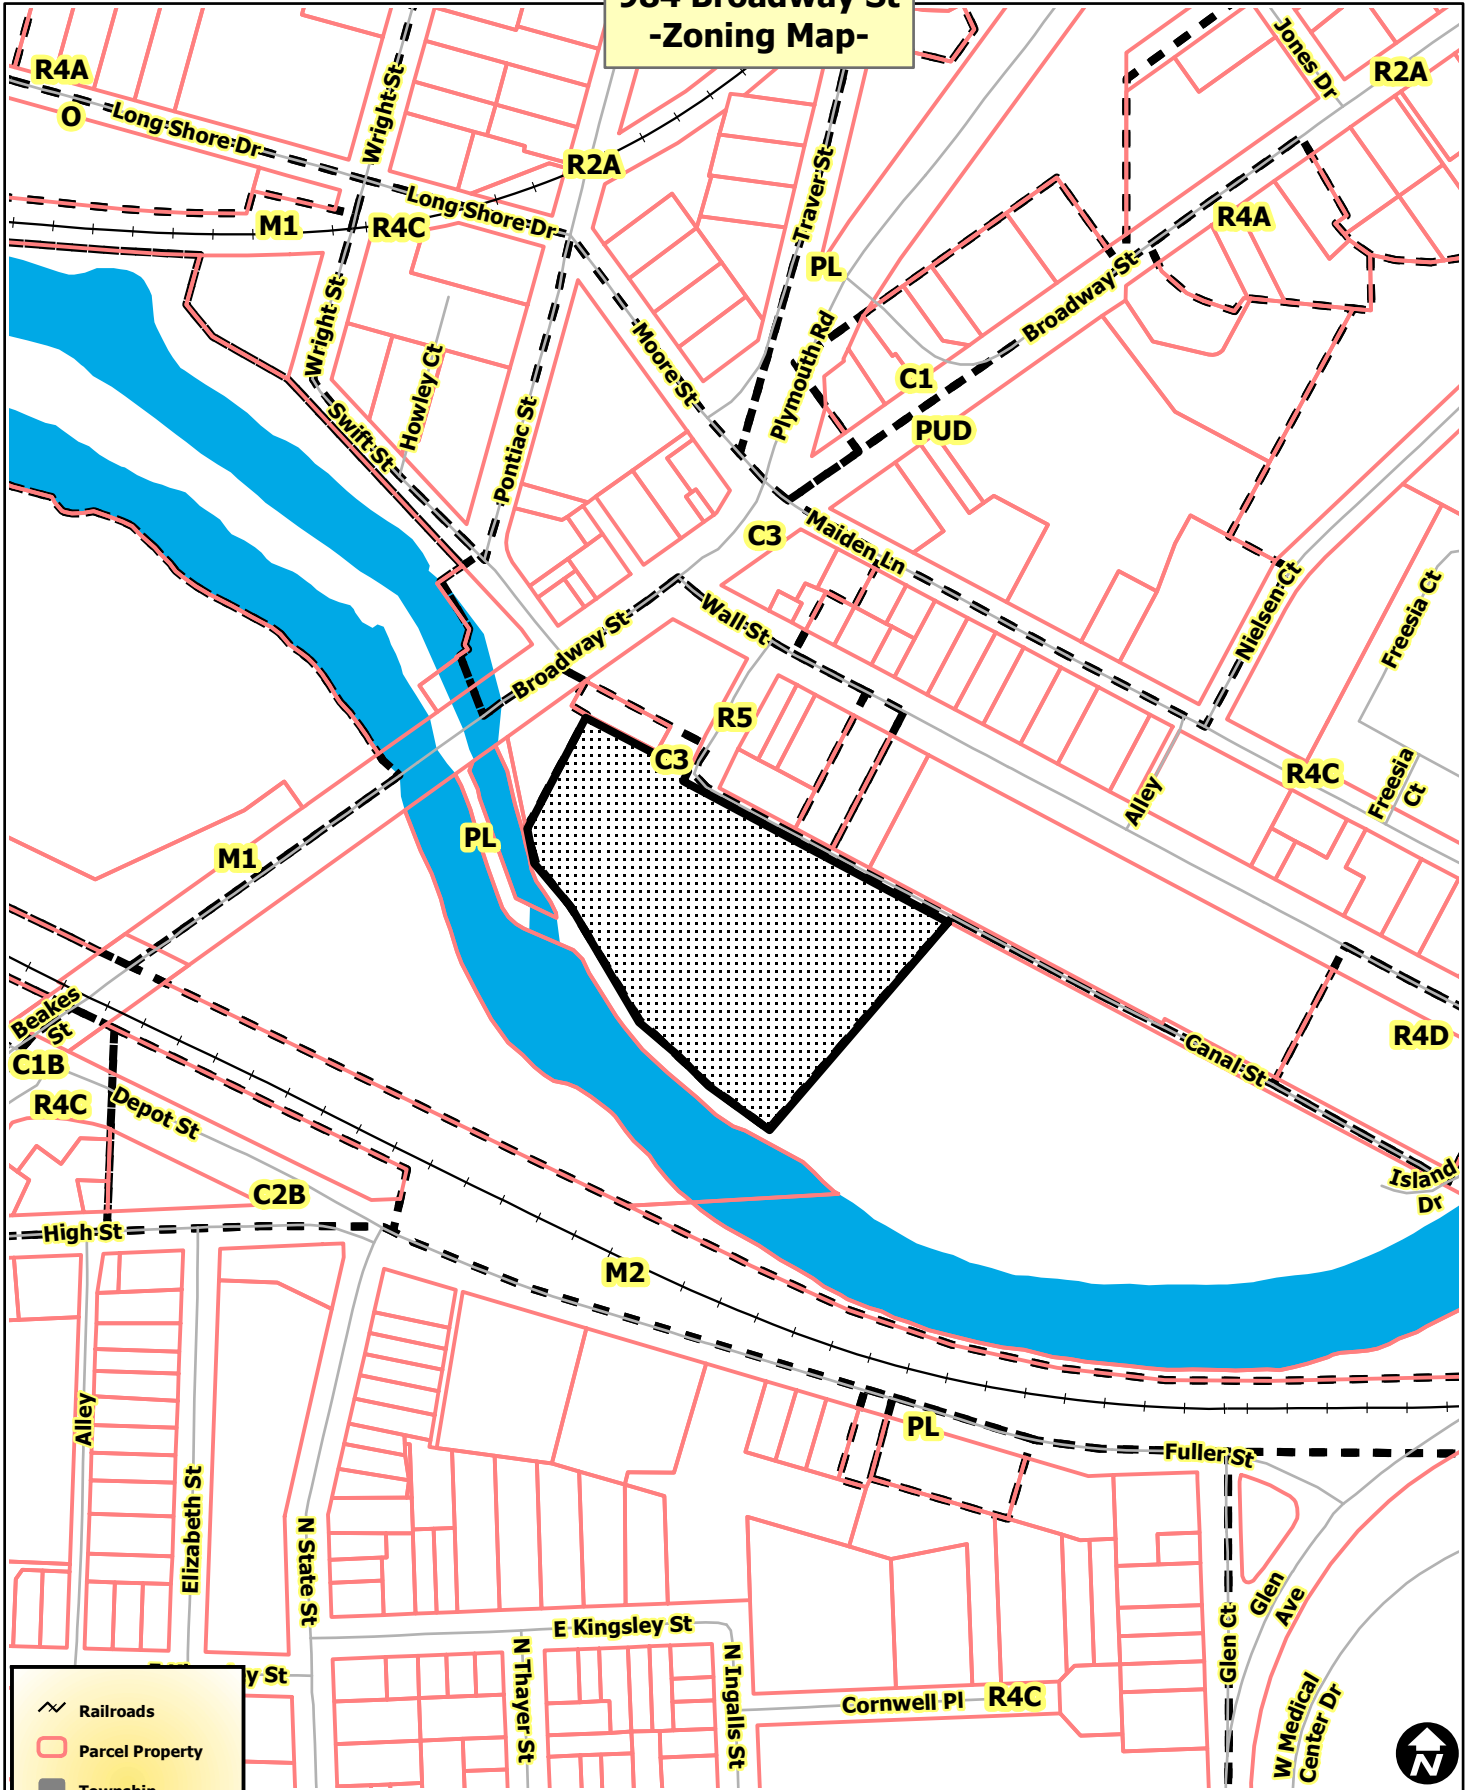 984 Broadway St
-Zoning Map-
R4A
O
Long Shore Dr
Wright St
Jones Dr
R2A
R2A
Long Shore Dr
M1
R4C
Traver St
PL
R4A
Broadway St
Wright St
Howley Ct
Moore St
Plymouth Rd
C1
PUD
Swift St
Pontiac St
C3
Maiden Ln
Wall St
Nielsen Ct
Freesia Ct
Broadway St
R5
C3
R4C
Freesia
Ct
Alley
PL
M1
Beakes
St
C1B
R4C
Depot St
R4D
Canal St
Island
Dr
C2B
High St
M2
Alley
PL
Fuller St
Elizabeth St
N State St
E Kingsley St
N Thayer St
N Ingalls St
Cornwell Pl
R4C
Glen Ct
Glen
Ave
W Medical
Center Dr
St
Railroads
Parcel Property
Township
N